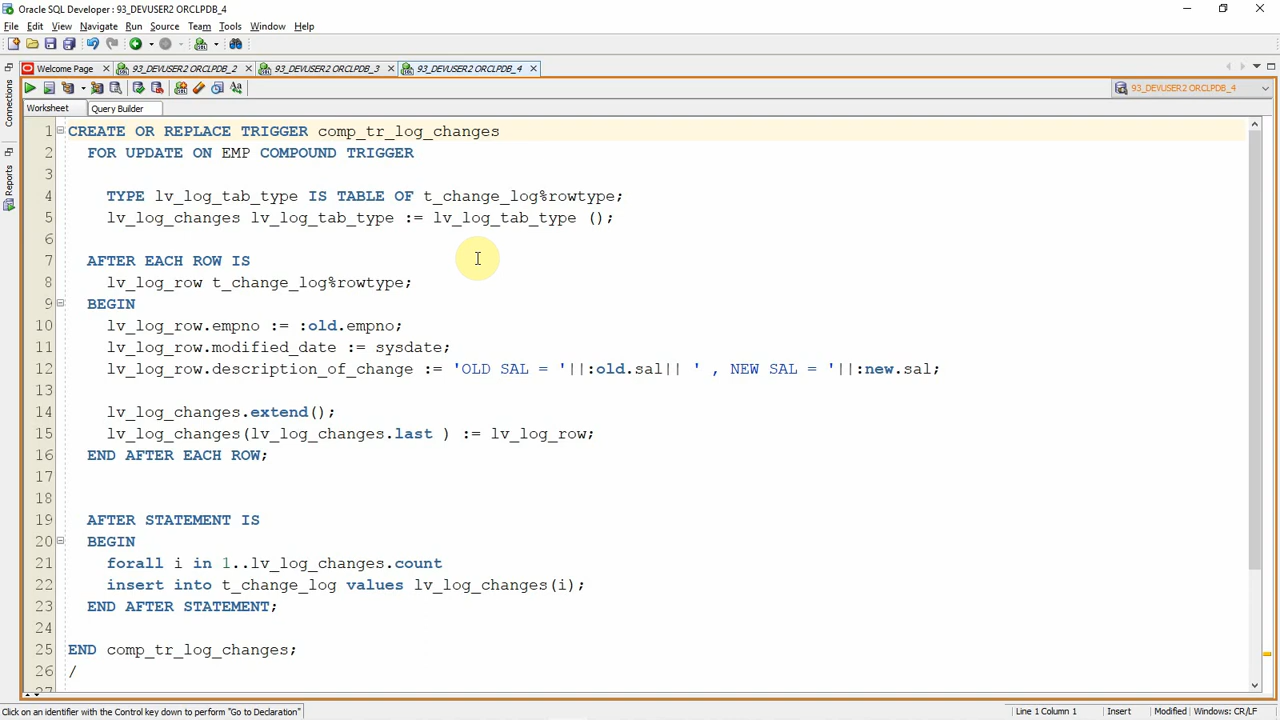 Oracle SQL Developer : 93_DEVUSER2 ORCLPDB_4
File Edit View Navigate Run Source Team Tools Window Help
Welcome Page 93_DEVUSER2 ORCLPDB_2 93_DEVUSER2 ORCLPDB_3 93_DEVUSER2 ORCLPDB_4
Aa 93_DEVUSER2 ORCLPDB_4
Connections
Reports
Worksheet Query Builder
1 CREATE OR REPLACE TRIGGER comp_tr_log_changes
2 FOR UPDATE ON EMP COMPOUND TRIGGER
3
4 TYPE lv_log_tab_type IS TABLE OF t_change_log%rowtype;
5 lv_log_changes lv_log_tab_type := lv_log_tab_type ();
6
7 AFTER EACH ROW IS
8 lv_log_row t_change_log%rowtype;
9 BEGIN
10 lv_log_row.empno := :old.empno;
11 lv_log_row.modified_date := sysdate;
12 lv_log_row.description_of_change := 'OLD SAL = '||:old.sal|| ' , NEW SAL = '||:new.sal;
13
14 lv_log_changes.extend();
15 lv_log_changes(lv_log_changes.last ) := lv_log_row;
16 END AFTER EACH ROW;
17
18
19 AFTER STATEMENT IS
20 BEGIN
21 forall i in 1..lv_log_changes.count
22 insert into t_change_log values lv_log_changes(i);
23 END AFTER STATEMENT;
24
25 END comp_tr_log_changes;
26 /
27
Click on an identifier with the Control key down to perform "Go to Declaration" Line 1 Column 1 Insert Modified Windows: CR/LF